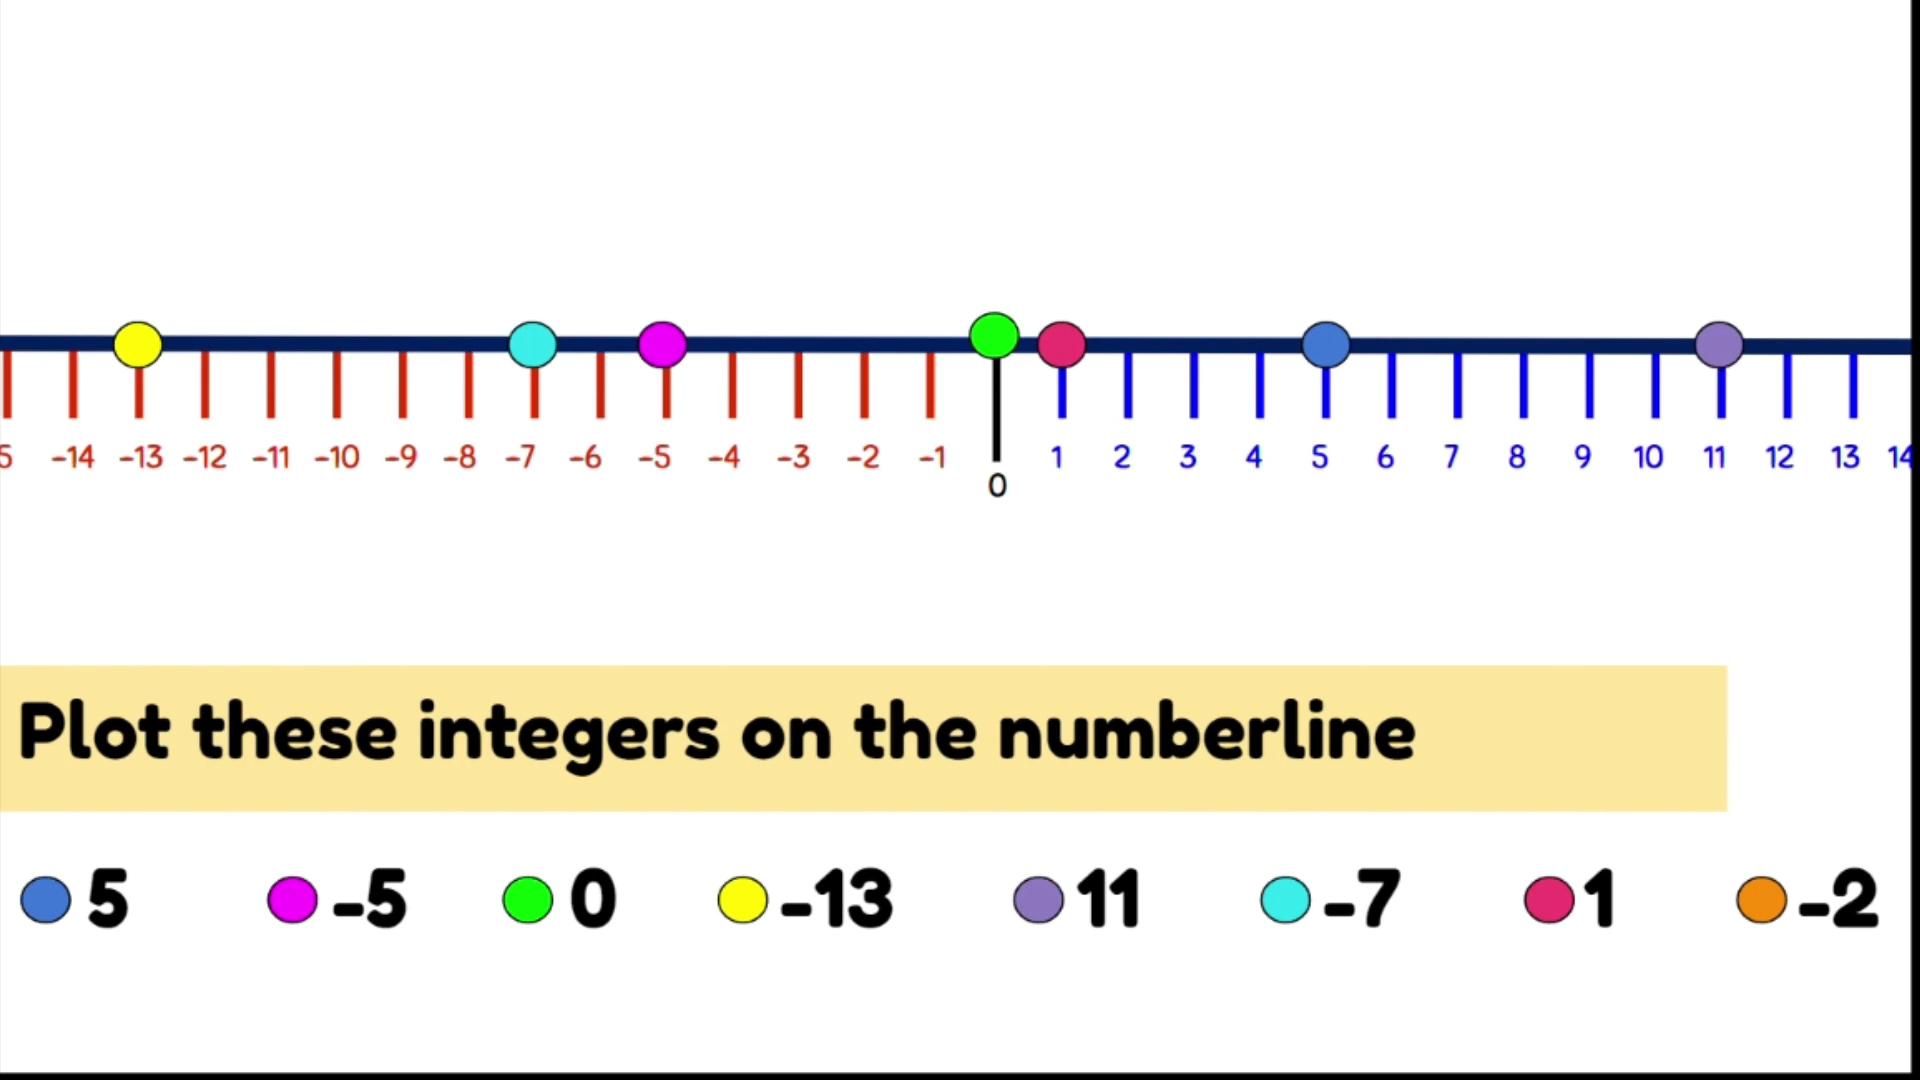 -14 -13 -12 -11 -10 -9 -8 -7 -6 -5 -4 -3 -2 -1 1 2 3 4 5 6 7 8 9 10 11 12 13 14
0
Plot these integers on the numberline
5 -5 0 -13 11 -7 1 -2